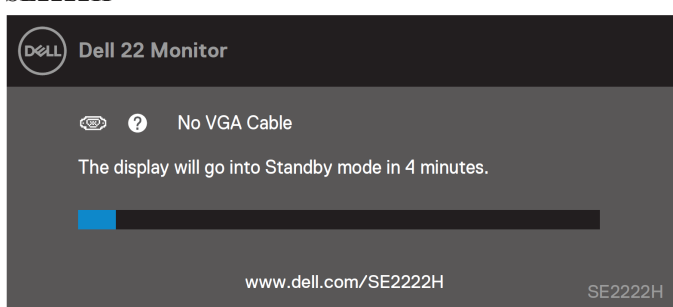 DELL Dell 22 Monitor
? No VGA Cable
The display will go into Standby mode in 4 minutes.
www.dell.com/SE2222H
SE2222H